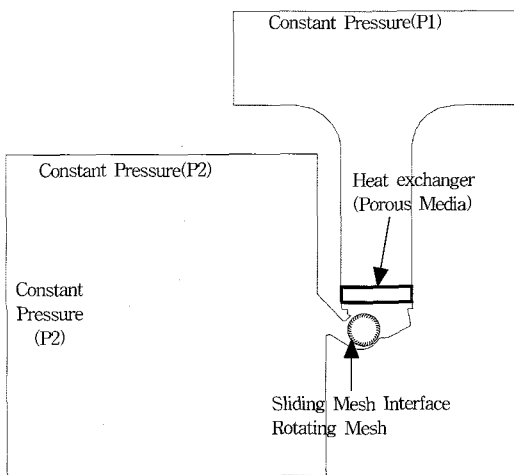 Constant Pressure(P1)
Constant Pressure(P2)
Heat exchanger
(Porous Media)
Constant
Pressure
(P2)
Sliding Mesh Interface
Rotating Mesh